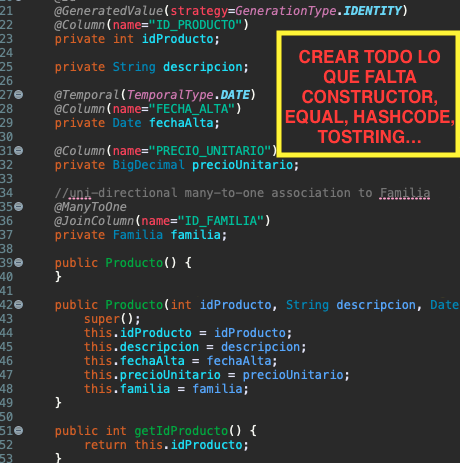 20 @Id
21 @GeneratedValue(strategy=GenerationType.IDENTITY)
22 @Column(name="ID_PRODUCTO")
23 private int idProducto;
24
25 private String descripcion;
26
27 @Temporal(TemporalType.DATE)
28 @Column(name="FECHA_ALTA")
29 private Date fechaAlta;
30
31 @Column(name="PRECIO_UNITARIO")
32 private BigDecimal precioUnitario;
33
34 //uni-directional many-to-one association to Familia
35 @ManyToOne
36 @JoinColumn(name="ID_FAMILIA")
37 private Familia familia;
38
39 public Producto() {
40 }
41
42 public Producto(int idProducto, String descripcion, Date
43 super();
44 this.idProducto = idProducto;
45 this.descripcion = descripcion;
46 this.fechaAlta = fechaAlta;
47 this.precioUnitario = precioUnitario;
48 this.familia = familia;
49 }
50
51 public int getIdProducto() {
52 return this.idProducto;
53 }
CREAR TODO LO
QUE FALTA
CONSTRUCTOR,
EQUAL, HASHCODE,
TOSTRING...